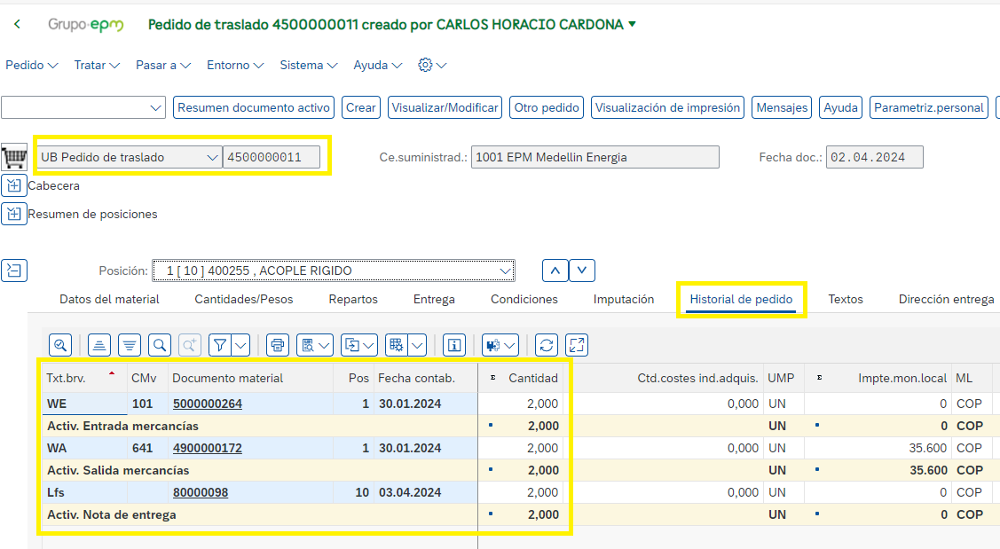 Grupo·epm Pedido de traslado 4500000011 creado por CARLOS HORACIO CARDONA
Pedido Tratar Pasar a Entorno Sistema Ayuda
Resumen documento activo Crear Visualizar/Modificar Otro pedido Visualización de impresión Mensajes Ayuda Parametriz.personal
UB Pedido de traslado 4500000011 Ce.suministrad.: 1001 EPM Medellin Energia Fecha doc.: 02.04.2024
Cabecera
Resumen de posiciones
Posición: 1 [ 10 ] 400255 , ACOPLE RIGIDO
Datos del material Cantidades/Pesos Repartos Entrega Condiciones Imputación Historial de pedido Textos Dirección entrega
Txt.brv. CMv Documento material Pos Fecha contab. Σ Cantidad Ctd.costes ind.adquis. UMP Σ Impte.mon.local ML
WE 101 5000000264 1 30.01.2024 2,000 0,000 UN 0 COP
Activ. Entrada mercancías 2,000 UN 0 COP
WA 641 4900000172 1 30.01.2024 2,000 0,000 UN 35.600 COP
Activ. Salida mercancías 2,000 UN 35.600 COP
Lfs 80000098 10 03.04.2024 2,000 0,000 UN 0 COP
Activ. Nota de entrega 2,000 UN 0 COP